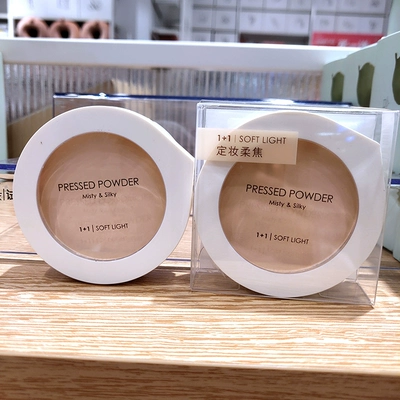 PRESSED POWDER
Misty & Silky
1+1 | SOFT LIGHT
1+1 | SOFT LIGHT
定妆柔焦
PRESSED POWDER
Misty & Silky
1+1 | SOFT LIGHT